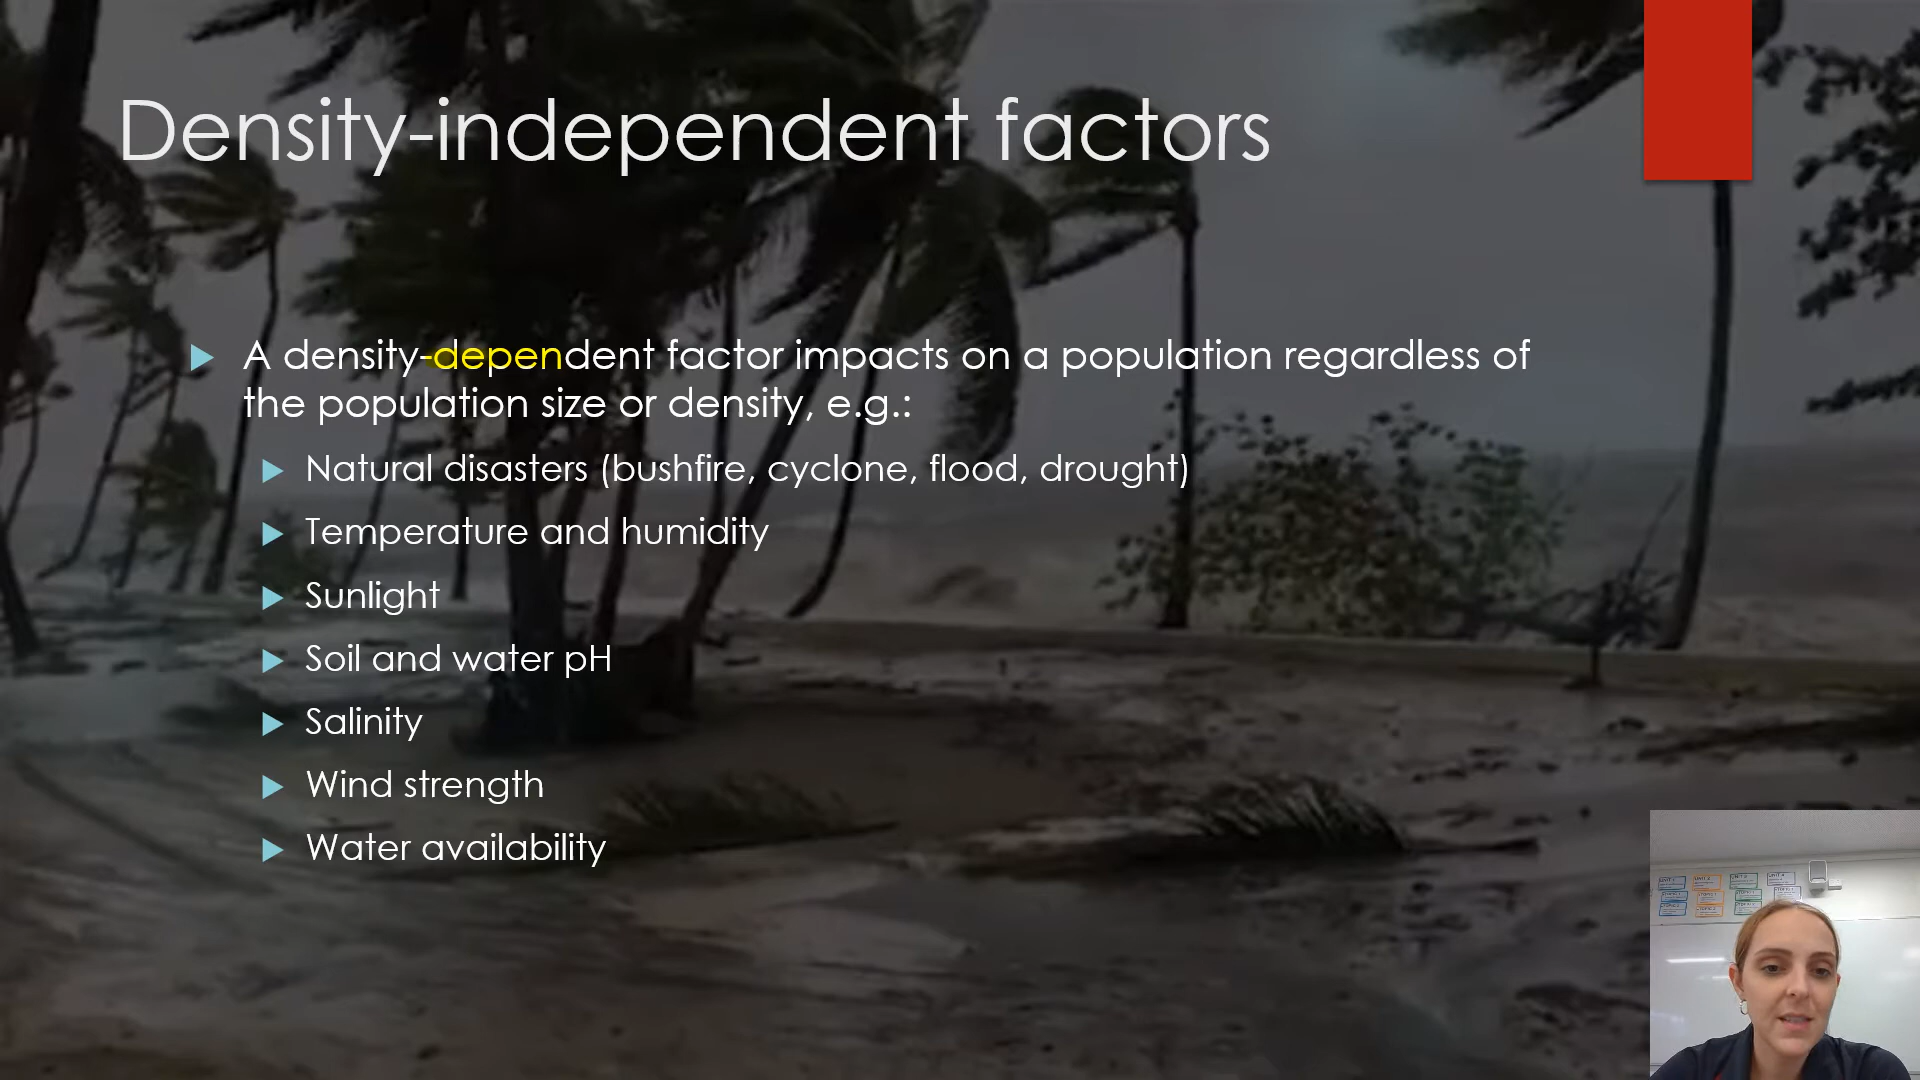 Density-independent factors
A density-dependent factor impacts on a population regardless of
the population size or density, e.g.:
Natural disasters (bushfire, cyclone, flood, drought)
Temperature and humidity
Sunlight
Soil and water pH
Salinity
Wind strength
Water availability